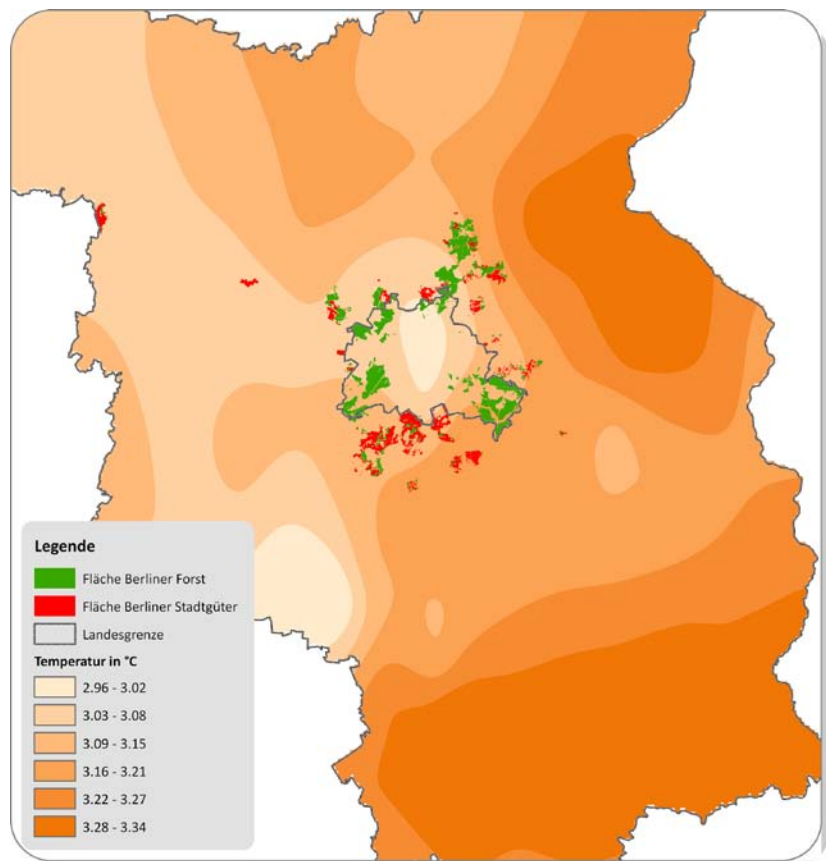 Legende
Fläche Berliner Forst
Fläche Berliner Stadtgüter
Landesgrenze
Temperatur in °C
2.96 - 3.02
3.03 - 3.08
3.09 - 3.15
3.16 - 3.21
3.22 - 3.27
3.28 - 3.34